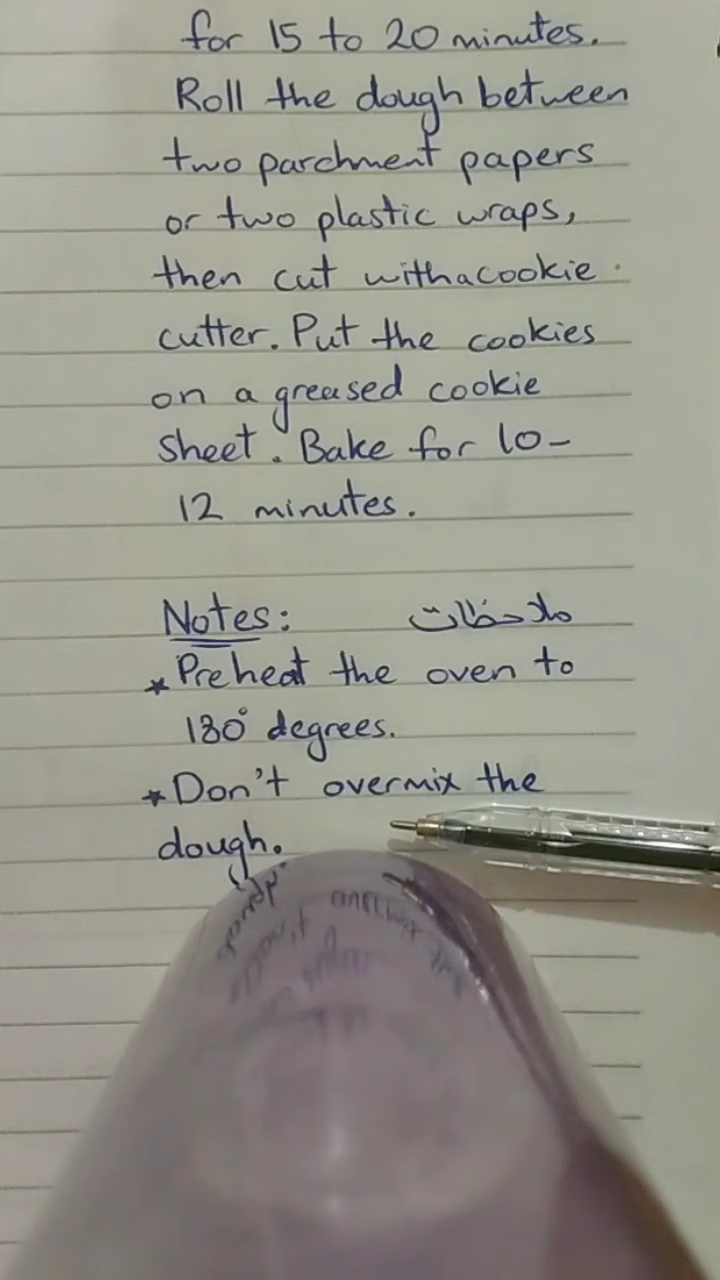 for 15 to 20 minutes.
Roll the dough between
two parchment papers
or two plastic wraps,
then cut with a cookie
cutter. Put the cookies
on a greased cookie
sheet. Bake for 10-
12 minutes.
Notes: ملاحظات
* Preheat the oven to
180° degrees.
* Don't overmix the
dough.